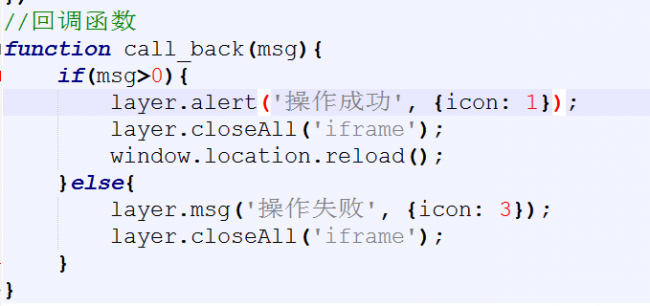 //回调函数
function call_back(msg){
if(msg>0){
layer.alert('操作成功', {icon: 1});
layer.closeAll('iframe');
window.location.reload();
}else{
layer.msg('操作失败', {icon: 3});
layer.closeAll('iframe');
}
}